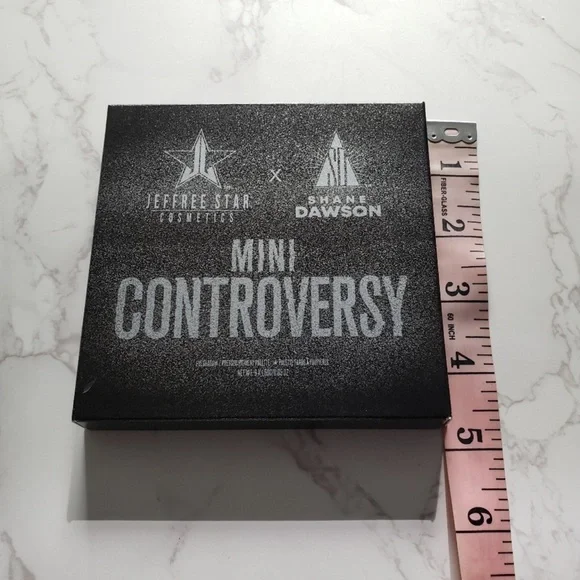 JEFFREE STAR
COSMETICS
X
SHANE
DAWSON
MINI
CONTROVERSY
1
2
3
4
5
6
FIBER-GLASS
60 INCH